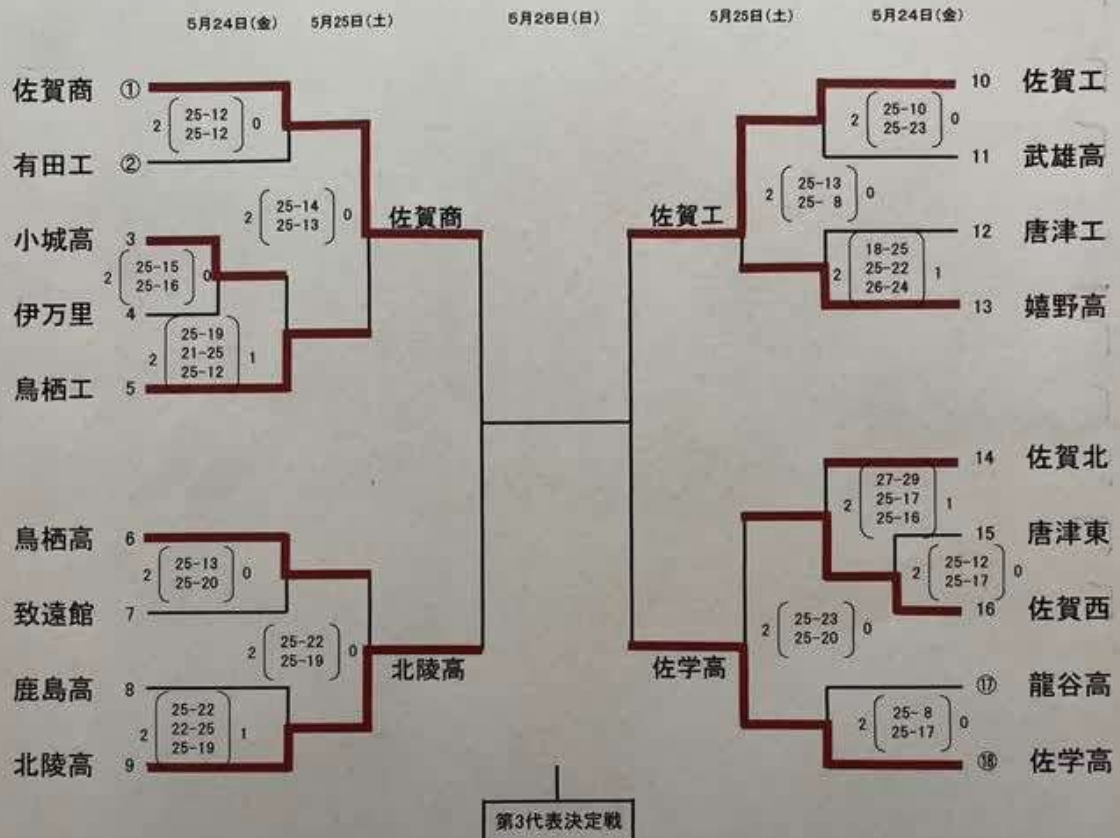 5月24日(金) 5月25日(土) 5月26日(日) 5月25日(土) 5月24日(金)
佐賀商 ①
2 25-12 0
25-12
有田工 ②
2 25-14 0
25-13
小城高 3
2 25-15 0
25-16
伊万里 4
25-19
2 21-25 1
25-12
鳥栖工 5
佐賀商
鳥栖高 6
2 25-13 0
25-20
致遠館 7
2 25-22 0
25-19
鹿島高 8
25-22
2 22-25 1
25-19
北陵高 9
北陵高
10 佐賀工
2 25-10 0
25-23
11 武雄高
佐賀工
2 25-13 0
25- 8
12 唐津工
18-25
2 25-22 1
26-24
13 嬉野高
14 佐賀北
27-29
2 25-17 1
25-16
15 唐津東
2 25-12 0
25-17
16 佐賀西
2 25-23 0
25-20
佐学高
⑰ 龍谷高
2 25- 8 0
25-17
⑱ 佐学高
第3代表決定戦